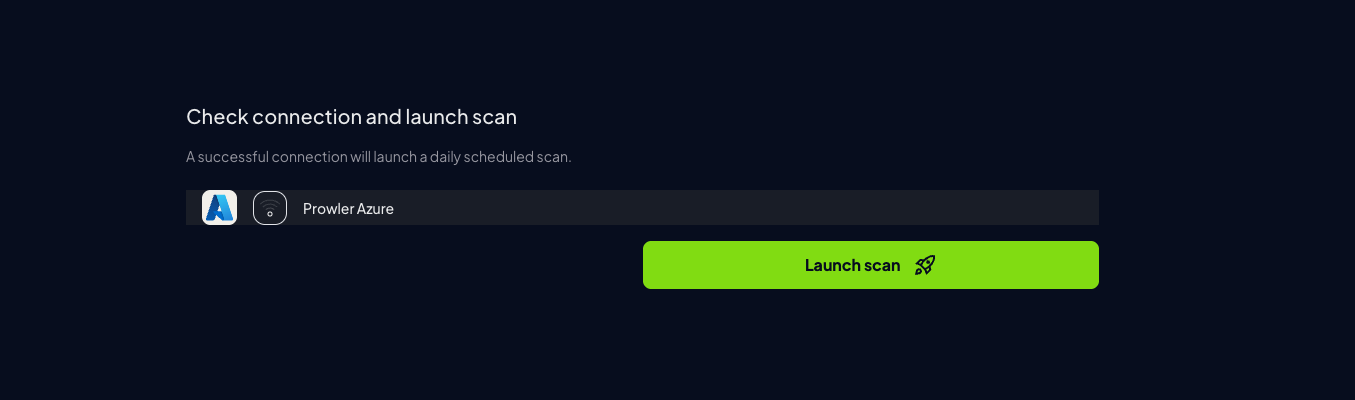 Check connection and launch scan
A successful connection will launch a daily scheduled scan.
Prowler Azure
Launch scan